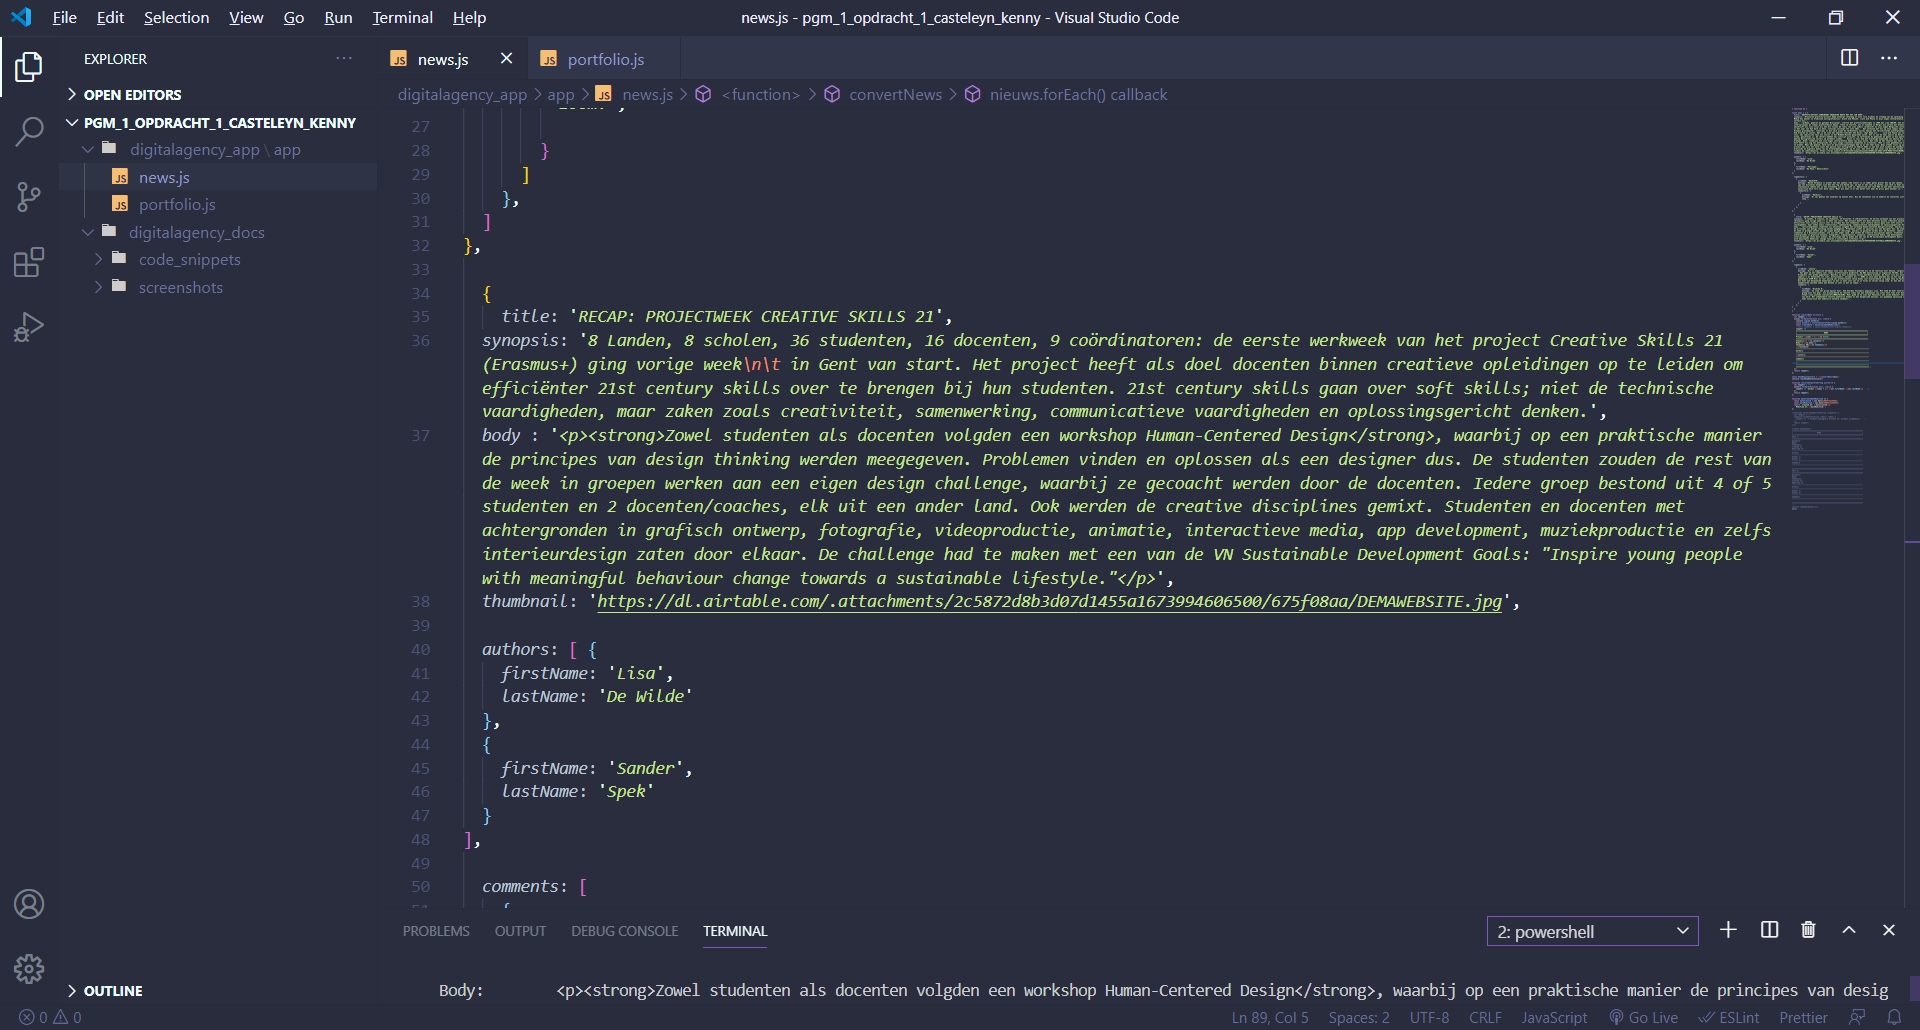 File Edit Selection View Go Run Terminal Help
news.js - pgm_1_opdracht_1_casteleyn_kenny - Visual Studio Code
EXPLORER
OPEN EDITORS
PGM_1_OPDRACHT_1_CASTELEYN_KENNY
digitalagency_app \ app
JS news.js
JS portfolio.js
digitalagency_docs
code_snippets
screenshots
OUTLINE
JS news.js
JS portfolio.js
digitalagency_app > app > JS news.js > <function> > convertNews > nieuws.forEach() callback
27
28 }
29 ]
30 },
31 ]
32 },
33
34 {
35 title: 'RECAP: PROJECTWEEK CREATIVE SKILLS 21',
36 synopsis: '8 Landen, 8 scholen, 36 studenten, 16 docenten, 9 coördinatoren: de eerste werkweek van het project Creative Skills 21
(Erasmus+) ging vorige week\n\t in Gent van start. Het project heeft als doel docenten binnen creatieve opleidingen op te leiden om
efficiënter 21st century skills over te brengen bij hun studenten. 21st century skills gaan over soft skills; niet de technische
vaardigheden, maar zaken zoals creativiteit, samenwerking, communicatieve vaardigheden en oplossingsgericht denken.',
37 body : '<p><strong>Zowel studenten als docenten volgden een workshop Human-Centered Design</strong>, waarbij op een praktische manier
de principes van design thinking werden meegegeven. Problemen vinden en oplossen als een designer dus. De studenten zouden de rest van
de week in groepen werken aan een eigen design challenge, waarbij ze gecoacht werden door de docenten. Iedere groep bestond uit 4 of 5
studenten en 2 docenten/coaches, elk uit een ander land. Ook werden de creative disciplines gemixt. Studenten en docenten met
achtergronden in grafisch ontwerp, fotografie, videoproductie, animatie, interactieve media, app development, muziekproductie en zelfs
interieurdesign zaten door elkaar. De challenge had te maken met een van de VN Sustainable Development Goals: "Inspire young people
with meaningful behaviour change towards a sustainable lifestyle."</p>',
38 thumbnail: 'https://dl.airtable.com/.attachments/2c5872d8b3d07d1455a1673994606500/675f08aa/DEMAWEBSITE.jpg',
39
40 authors: [ {
41 firstName: 'Lisa',
42 lastName: 'De Wilde'
43 },
44 {
45 firstName: 'Sander',
46 lastName: 'Spek'
47 }
48 ],
49
50 comments: [
PROBLEMS OUTPUT DEBUG CONSOLE TERMINAL
2: powershell
Body: <p><strong>Zowel studenten als docenten volgden een workshop Human-Centered Design</strong>, waarbij op een praktische manier de principes van desig
0 0
Ln 89, Col 5 Spaces: 2 UTF-8 CRLF JavaScript Go Live ESLint Prettier